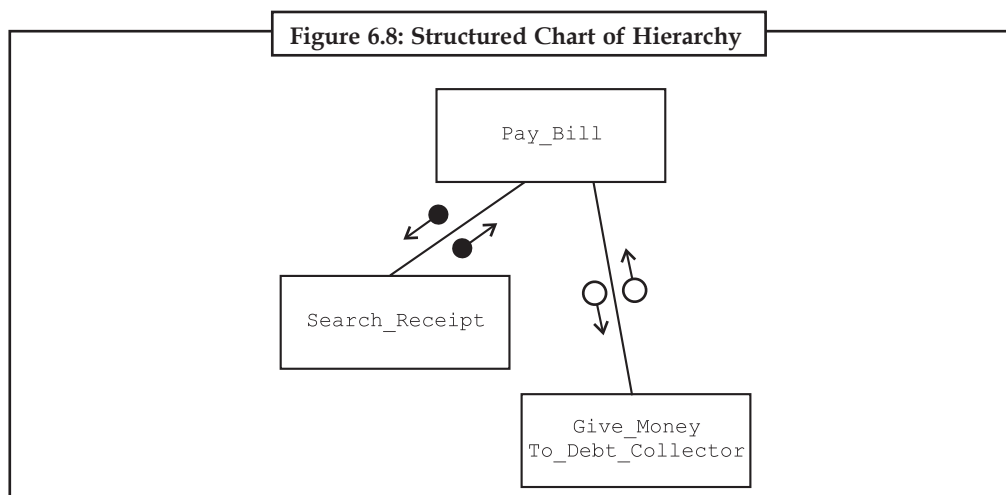 Figure 6.8: Structured Chart of Hierarchy
Pay_Bill
Search_Receipt
Give_Money
To_Debt_Collector